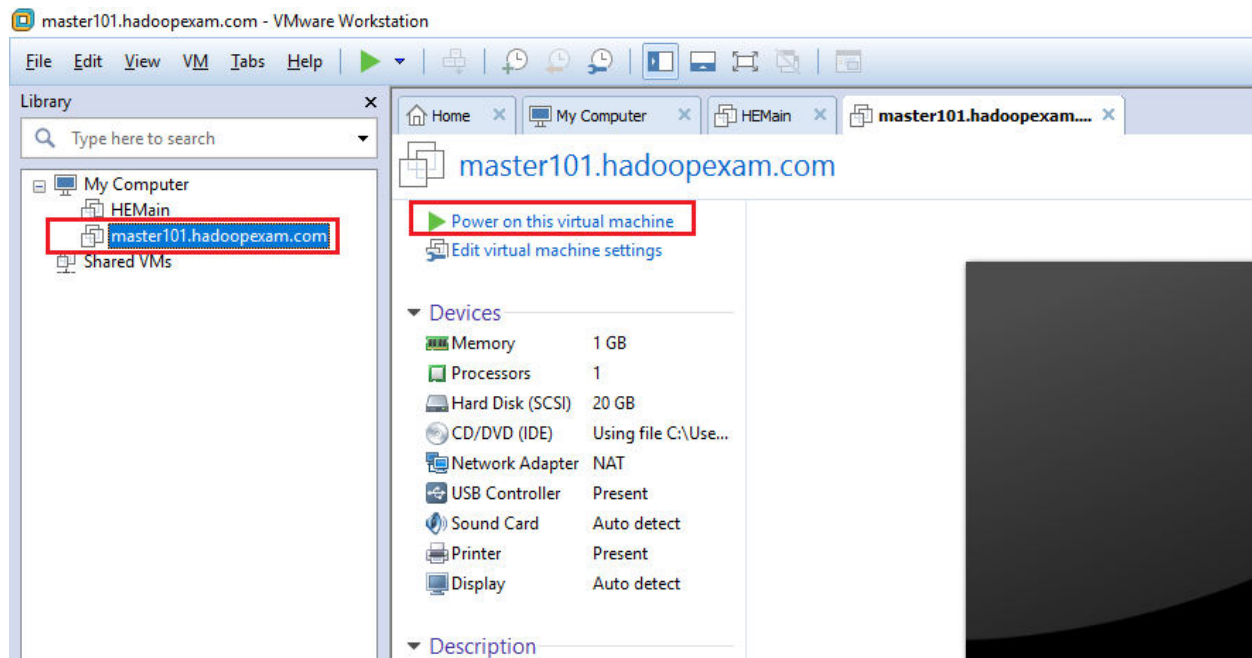 master101.hadoopexam.com - VMware Workstation
File Edit View VM Tabs Help
Library
Type here to search
My Computer
HEMain
master101.hadoopexam.com
Shared VMs
Home My Computer HEMain master101.hadoopexam....
master101.hadoopexam.com
Power on this virtual machine
Edit virtual machine settings
Devices
Memory 1 GB
Processors 1
Hard Disk (SCSI) 20 GB
CD/DVD (IDE) Using file C:\Use...
Network Adapter NAT
USB Controller Present
Sound Card Auto detect
Printer Present
Display Auto detect
Description